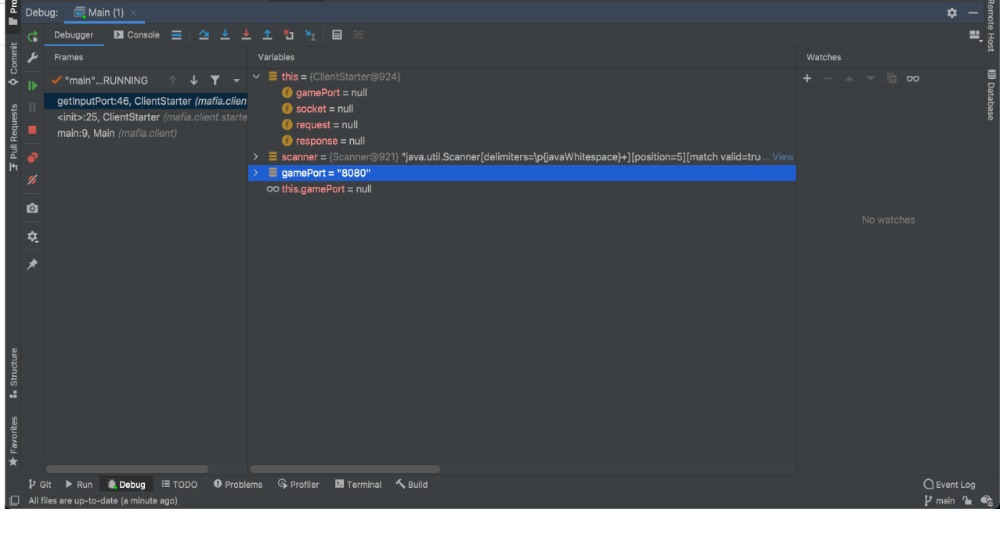 Debug: Main (1)
Debugger Console
Frames Variables Watches
"main"...RUNNING
getInputPort:46, ClientStarter (mafia.clien
<init>:25, ClientStarter (mafia.client.starte
main:9, Main (mafia.client)
this = {ClientStarter@924}
gamePort = null
socket = null
request = null
response = null
scanner = {Scanner@921} "java.util.Scanner[delimiters=\p{javaWhitespace}+][position=5][match valid=tru... View
gamePort = "8080"
this.gamePort = null
No watches
Pro
Commit
Pull Requests
Structure
Favorites
Remote Host
Database
Git Run Debug TODO Problems Profiler Terminal Build Event Log
All files are up-to-date (a minute ago) main